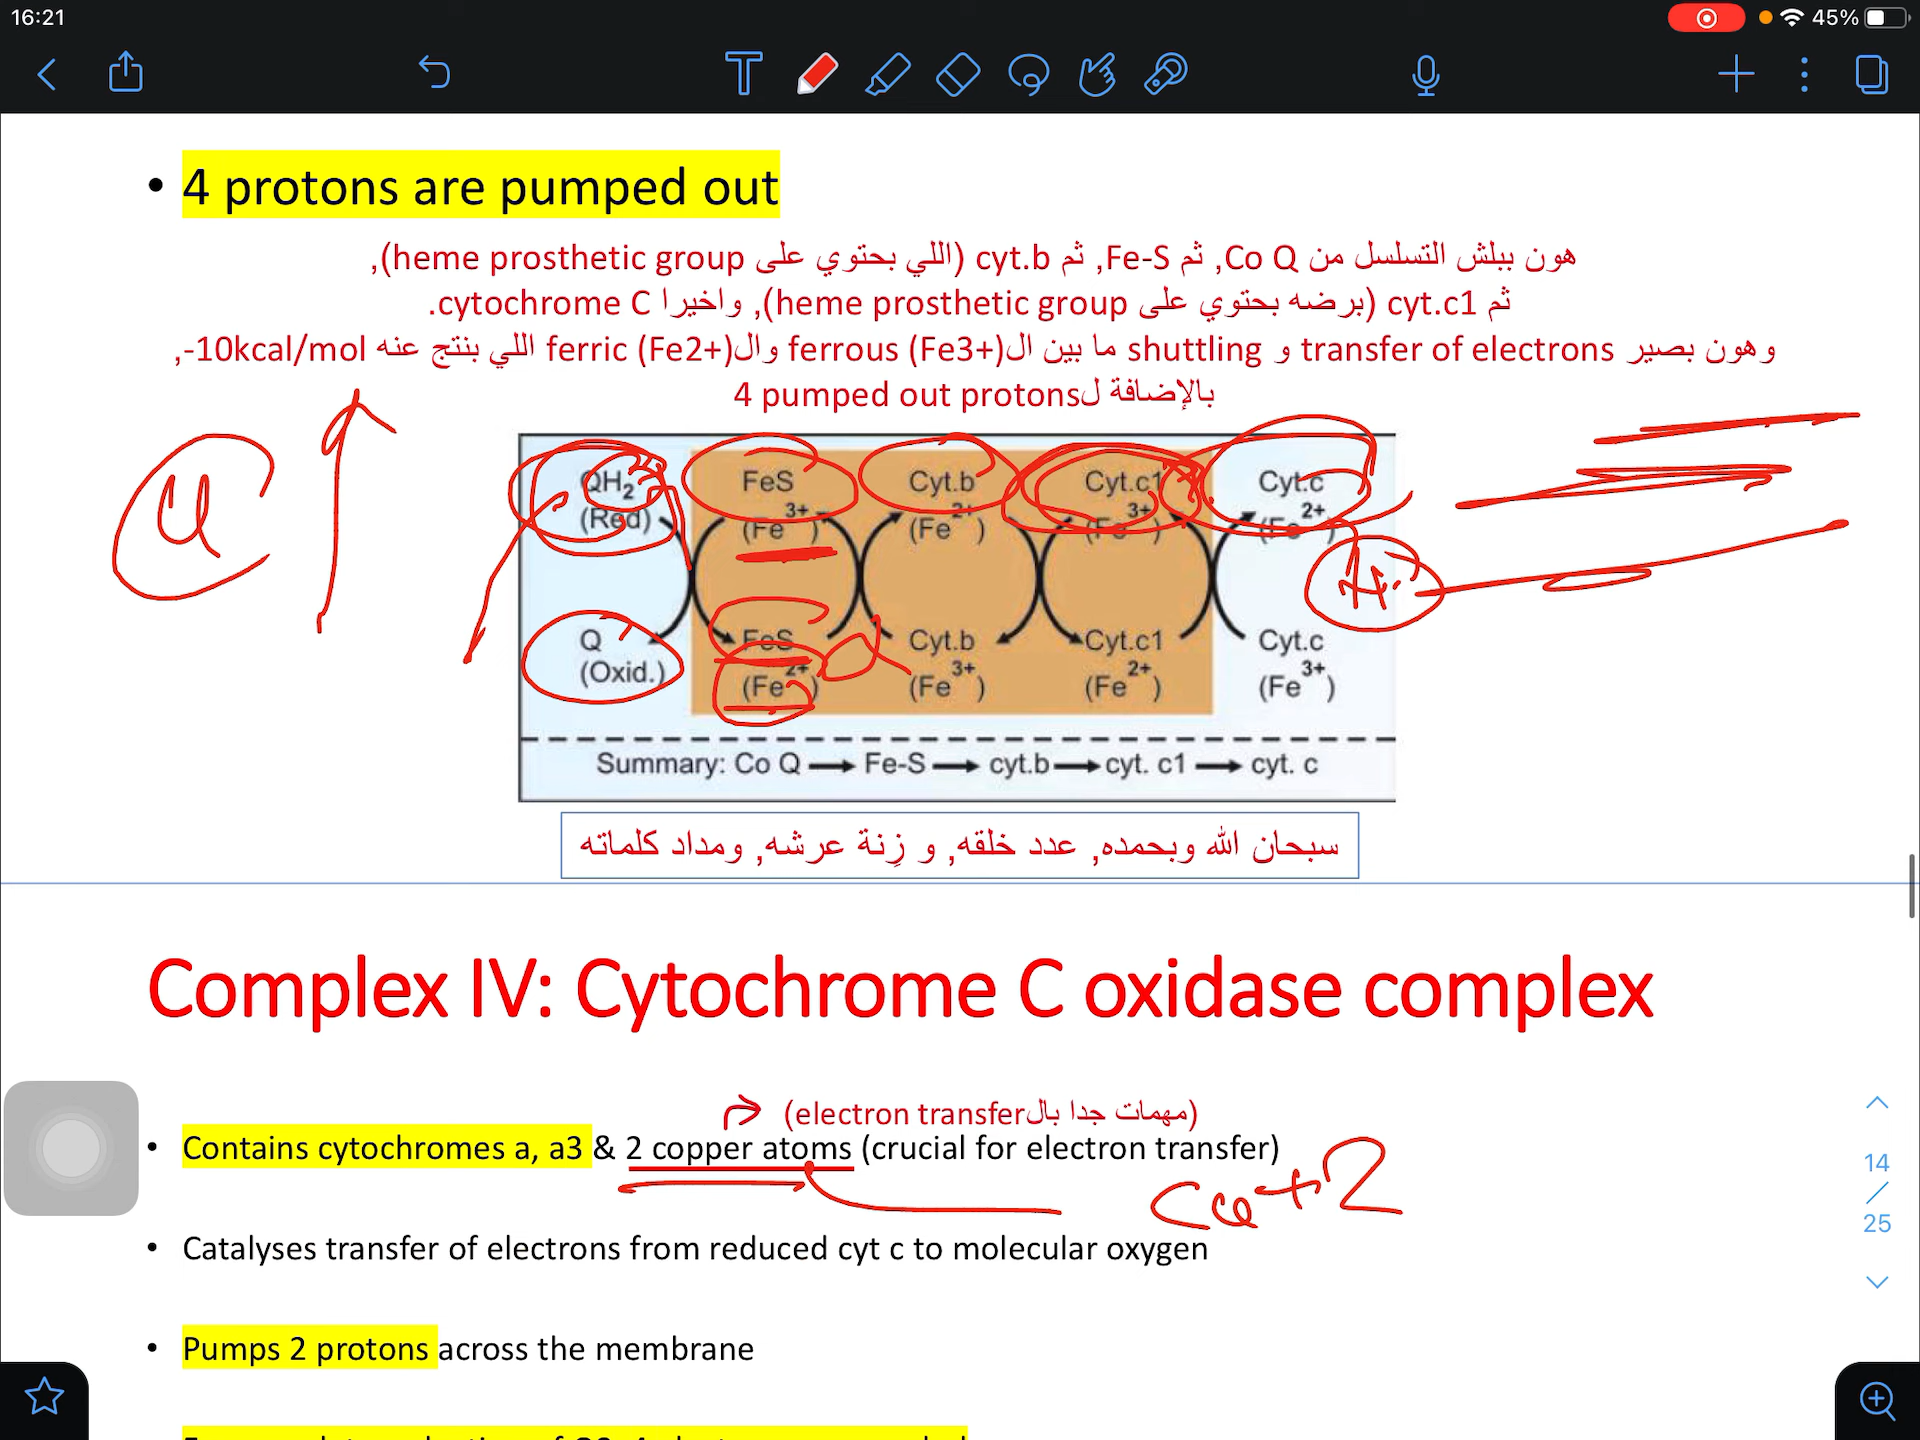 16:21
45%
• 4 protons are pumped out
هون ببلش التسلسل من Co Q, ثم Fe-S, ثم cyt.b (اللي بحتوي على heme prosthetic group),
ثم cyt.c1 (برضه بحتوي على heme prosthetic group), واخيرا cytochrome C.
وهون بصير transfer of electrons و shuttling ما بين ال(Fe3+) ferrous وال(Fe2+) ferric اللي بنتج عنه -10kcal/mol,
بالإضافة ل4 pumped out protons
QH2 FeS Cyt.b Cyt.c1 Cyt.c
(Red) (Fe3+) (Fe2+) (Fe3+) (Fe2+)
Q FeS Cyt.b Cyt.c1 Cyt.c
(Oxid.) (Fe2+) (Fe3+) (Fe2+) (Fe3+)
Summary: Co Q → Fe-S → cyt.b → cyt. c1 → cyt. c
سبحان الله وبحمده, عدد خلقه, و زِنة عرشه, ومداد كلماته
Complex IV: Cytochrome C oxidase complex
(مهمات جدا بالelectron transfer)
• Contains cytochromes a, a3 & 2 copper atoms (crucial for electron transfer)
Cu+2
• Catalyses transfer of electrons from reduced cyt c to molecular oxygen
• Pumps 2 protons across the membrane
14
/
25